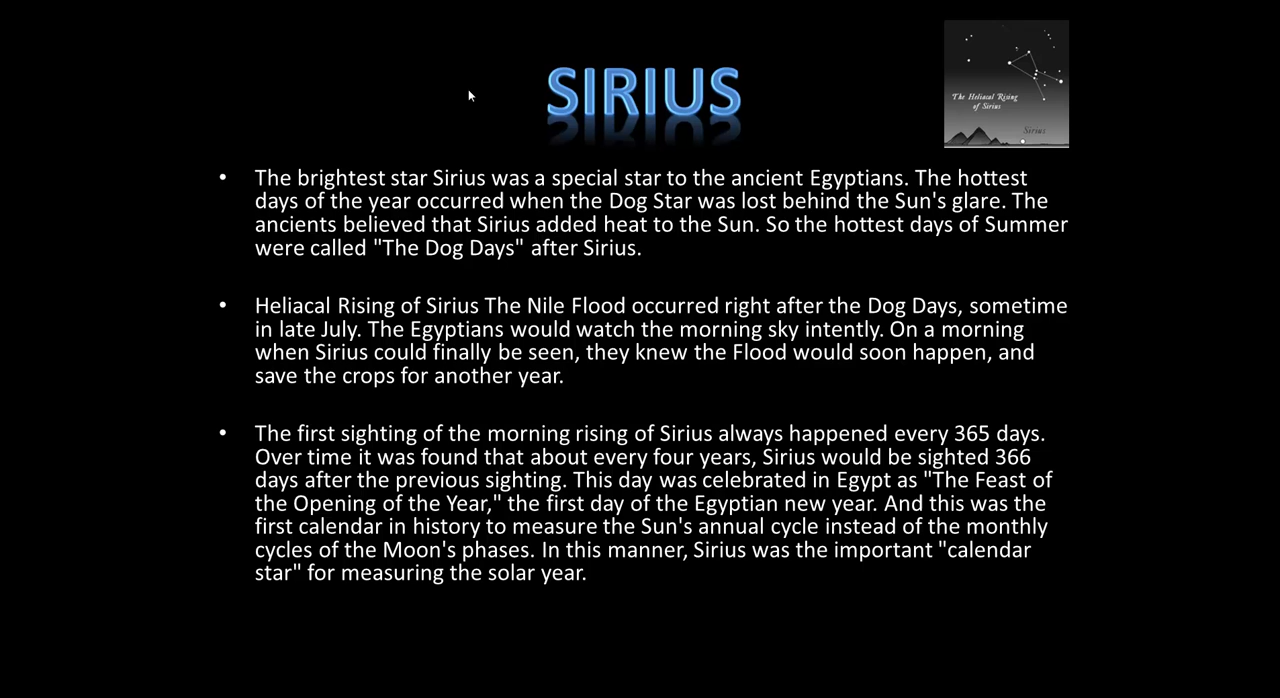 SIRIUS
The Heliacal Rising
of Sirius
Sirius
• The brightest star Sirius was a special star to the ancient Egyptians. The hottest
days of the year occurred when the Dog Star was lost behind the Sun's glare. The
ancients believed that Sirius added heat to the Sun. So the hottest days of Summer
were called "The Dog Days" after Sirius.
• Heliacal Rising of Sirius The Nile Flood occurred right after the Dog Days, sometime
in late July. The Egyptians would watch the morning sky intently. On a morning
when Sirius could finally be seen, they knew the Flood would soon happen, and
save the crops for another year.
• The first sighting of the morning rising of Sirius always happened every 365 days.
Over time it was found that about every four years, Sirius would be sighted 366
days after the previous sighting. This day was celebrated in Egypt as "The Feast of
the Opening of the Year," the first day of the Egyptian new year. And this was the
first calendar in history to measure the Sun's annual cycle instead of the monthly
cycles of the Moon's phases. In this manner, Sirius was the important "calendar
star" for measuring the solar year.